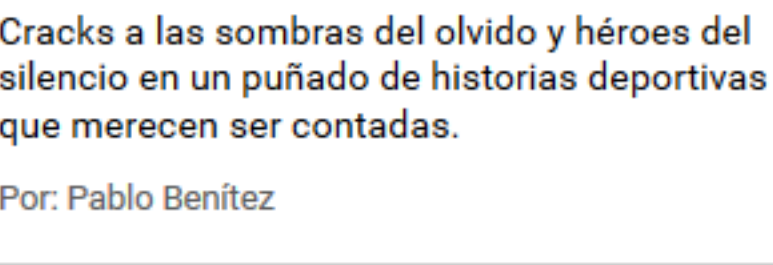 Cracks a las sombras del olvido y héroes del
silencio en un puñado de historias deportivas
que merecen ser contadas.
Por: Pablo Benítez